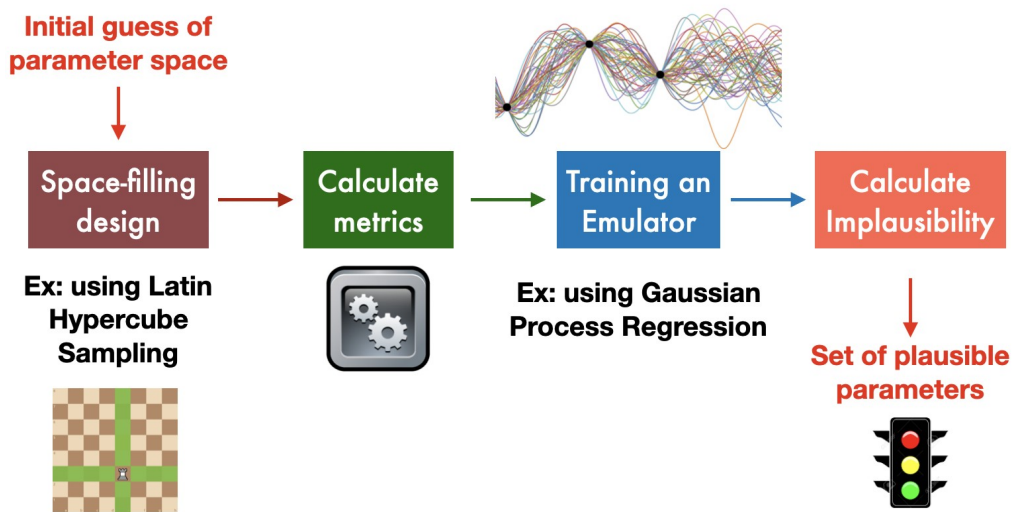 Initial guess of
parameter space
Space-filling
design
Calculate
metrics
Training an
Emulator
Calculate
Implausibility
Ex: using Latin
Hypercube
Sampling
Ex: using Gaussian
Process Regression
Set of plausible
parameters